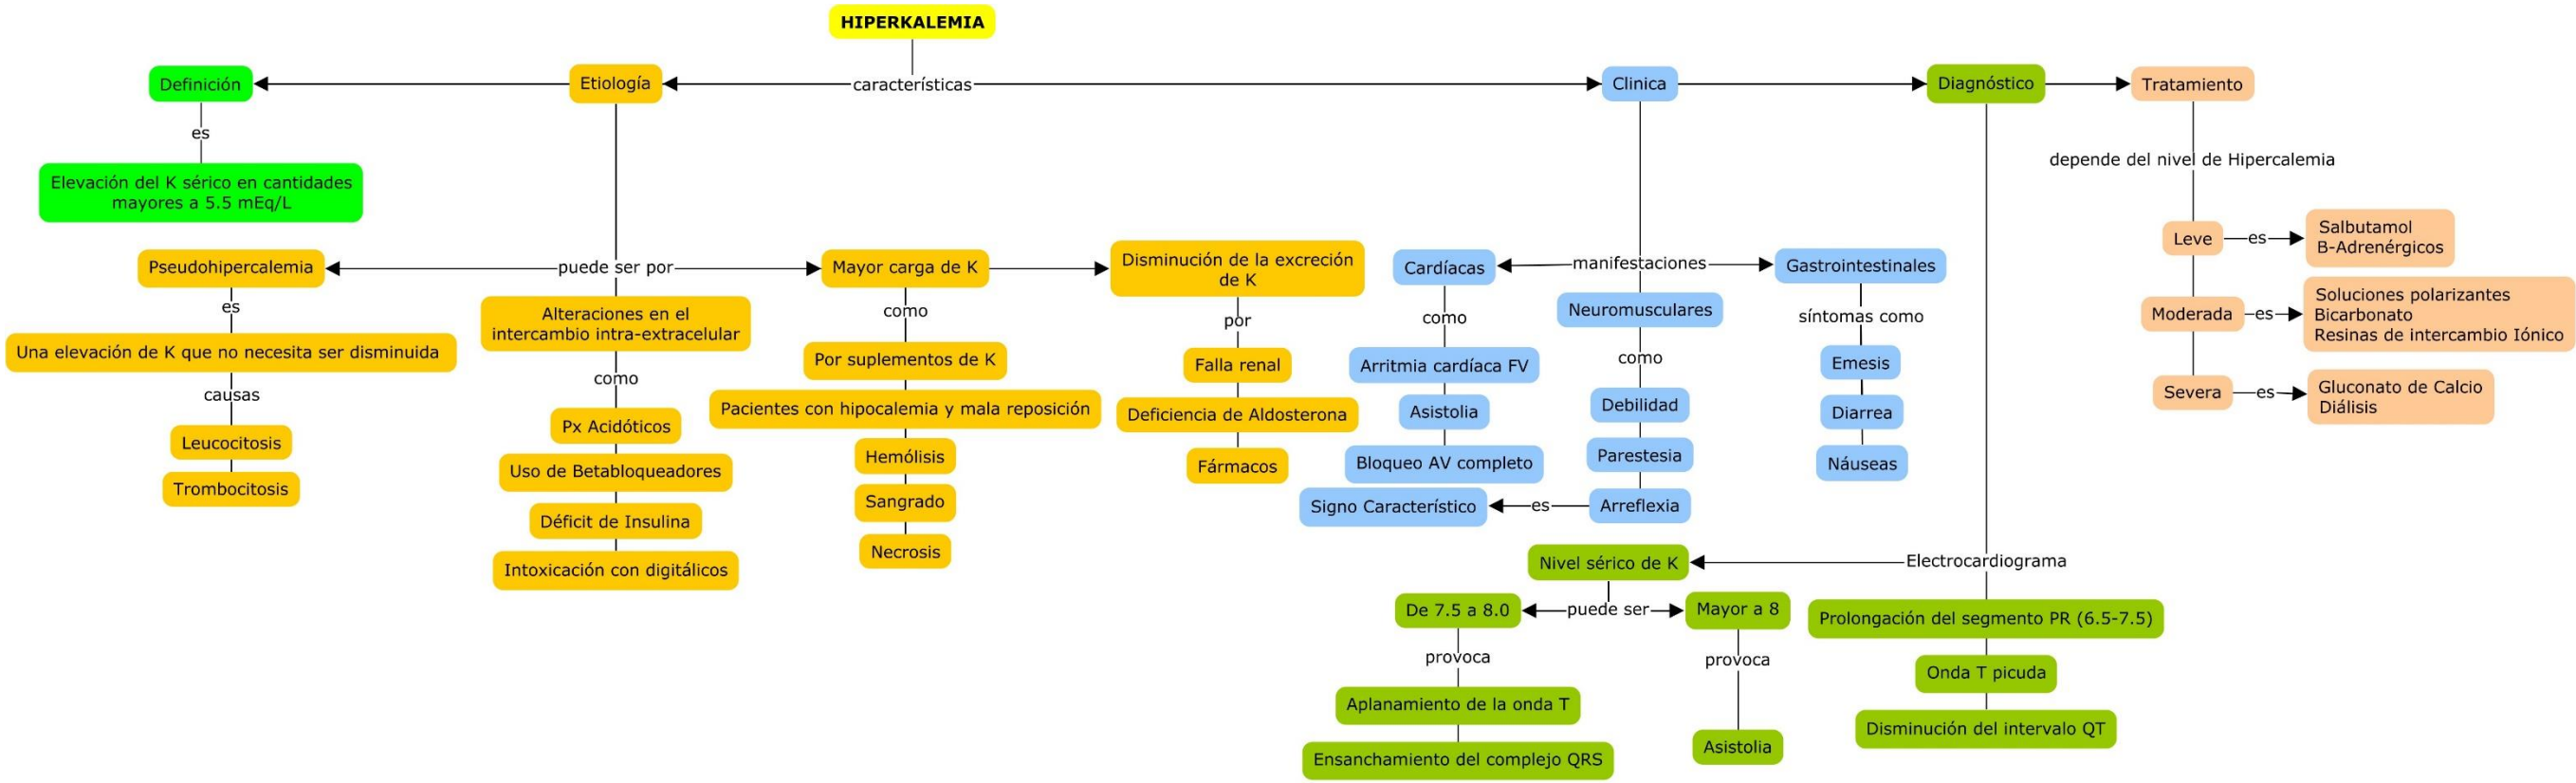 HIPERKALEMIA
características
Definición
es
Elevación del K sérico en cantidades
mayores a 5.5 mEq/L
Etiología
puede ser por
Pseudohipercalemia
es
Una elevación de K que no necesita ser disminuida
causas
Leucocitosis
Trombocitosis
Alteraciones en el
intercambio intra-extracelular
como
Px Acidóticos
Uso de Betabloqueadores
Déficit de Insulina
Intoxicación con digitálicos
Mayor carga de K
como
Por suplementos de K
Pacientes con hipocalemia y mala reposición
Hemólisis
Sangrado
Necrosis
Disminución de la excreción
de K
por
Falla renal
Deficiencia de Aldosterona
Fármacos
Clinica
manifestaciones
Cardíacas
como
Arritmia cardíaca FV
Asistolia
Bloqueo AV completo
Neuromusculares
como
Debilidad
Parestesia
Arreflexia
es
Signo Característico
Gastrointestinales
síntomas como
Emesis
Diarrea
Náuseas
Diagnóstico
Electrocardiograma
Nivel sérico de K
puede ser
De 7.5 a 8.0
provoca
Aplanamiento de la onda T
Ensanchamiento del complejo QRS
Mayor a 8
provoca
Asistolia
Prolongación del segmento PR (6.5-7.5)
Onda T picuda
Disminución del intervalo QT
Tratamiento
depende del nivel de Hipercalemia
Leve
es
Salbutamol
B-Adrenérgicos
Moderada
es
Soluciones polarizantes
Bicarbonato
Resinas de intercambio Iónico
Severa
es
Gluconato de Calcio
Diálisis